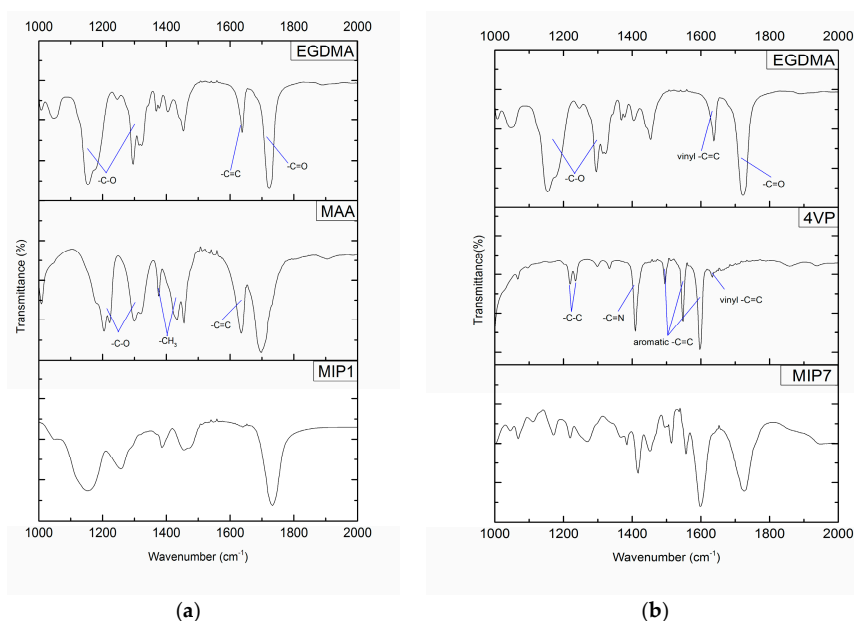 1000 1200 1400 1600 1800 2000
EGDMA
-C-O
-C=C
-C=O
MAA
-C-O
-CH3
-C=C
MIP1
Transmittance (%)
1000 1200 1400 1600 1800 2000
Wavenumber (cm-1)
(a)
1000 1200 1400 1600 1800 2000
EGDMA
-C-O
vinyl -C=C
-C=O
4VP
-C-C
-C=N
aromatic -C=C
vinyl -C=C
MIP7
Transmittance(%)
1000 1200 1400 1600 1800 2000
Wavenumber (cm-1)
(b)